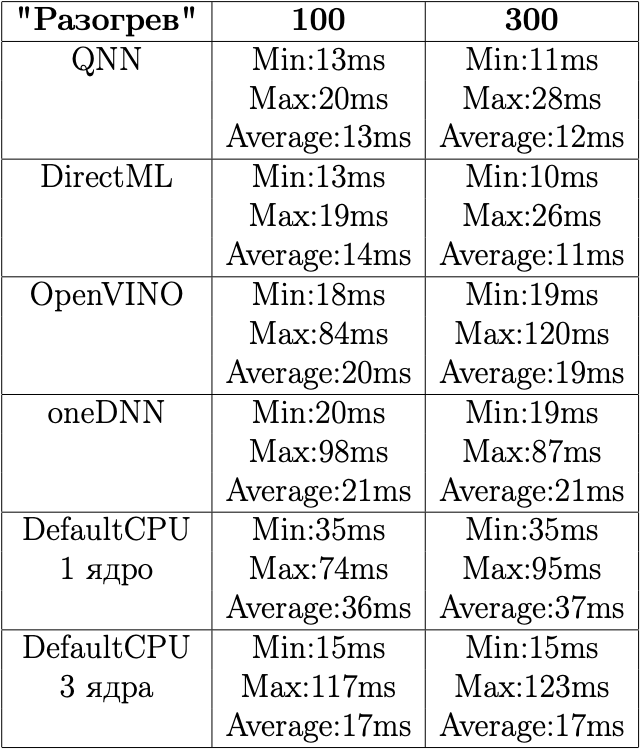 "Разогрев" 100 300
QNN Min:13ms Min:11ms
Max:20ms Max:28ms
Average:13ms Average:12ms
DirectML Min:13ms Min:10ms
Max:19ms Max:26ms
Average:14ms Average:11ms
OpenVINO Min:18ms Min:19ms
Max:84ms Max:120ms
Average:20ms Average:19ms
oneDNN Min:20ms Min:19ms
Max:98ms Max:87ms
Average:21ms Average:21ms
DefaultCPU Min:35ms Min:35ms
1 ядро Max:74ms Max:95ms
Average:36ms Average:37ms
DefaultCPU Min:15ms Min:15ms
3 ядра Max:117ms Max:123ms
Average:17ms Average:17ms